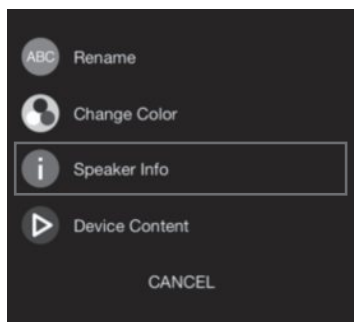 ABC Rename
Change Color
i Speaker Info
Device Content
CANCEL